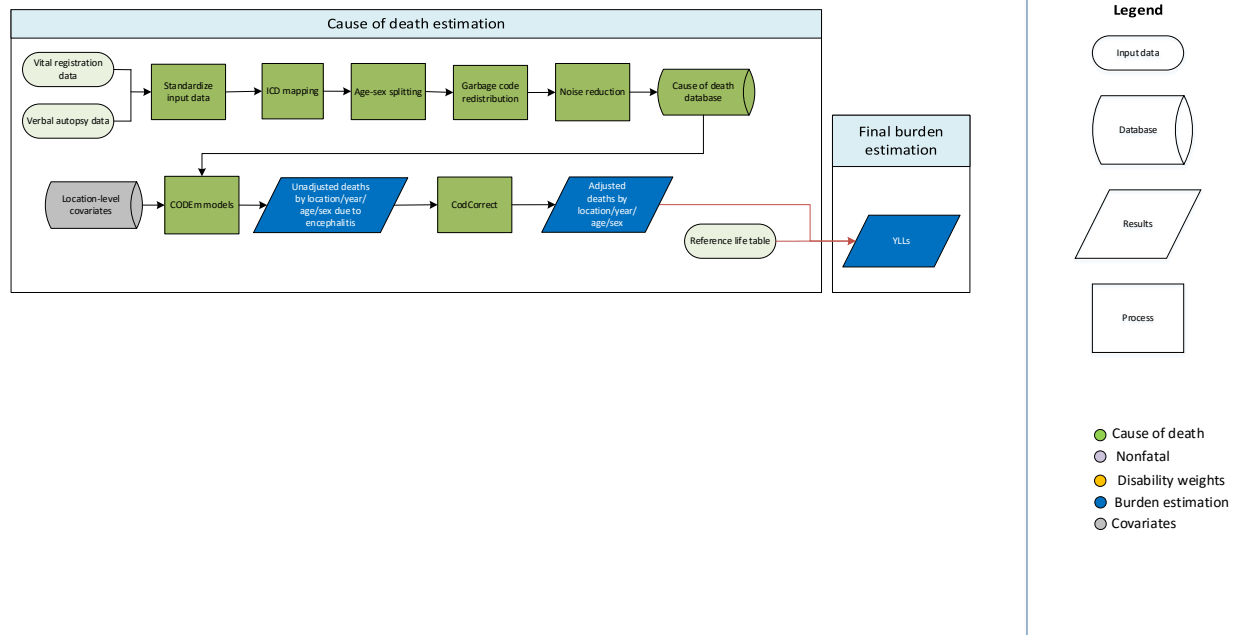 Cause of death estimation
Vital registration
data
Verbal autopsy data
Standardize
input data
ICD mapping
Age-sex splitting
Garbage code
redistribution
Noise reduction
Cause of death
database
Location-level
covariates
CODEm models
Unadjusted deaths
by location/year/
age/sex due to
encephalitis
CodCorrect
Adjusted
deaths by
location/year/
age/sex
Reference life table
Final burden
estimation
YLLs
Legend
Input data
Database
Results
Process
Cause of death
Nonfatal
Disability weights
Burden estimation
Covariates